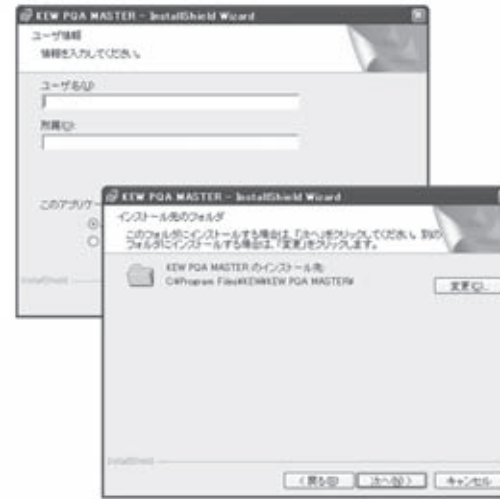 KEW PQA MASTER - InstallShield Wizard
ユーザ情報
情報を入力してください。
ユーザ名(U):
所属(O):
このアプリケー
InstallShield
KEW PQA MASTER - InstallShield Wizard
インストール先のフォルダ
このフォルダにインストールする場合は、「次へ」をクリックしてください。別の
フォルダにインストールする場合は、「変更」をクリックします。
KEW PQA MASTER のインストール先:
C:¥Program Files¥KEW¥KEW PQA MASTER¥
変更(C)...
InstallShield
< 戻る(B)
次へ(N) >
キャンセル